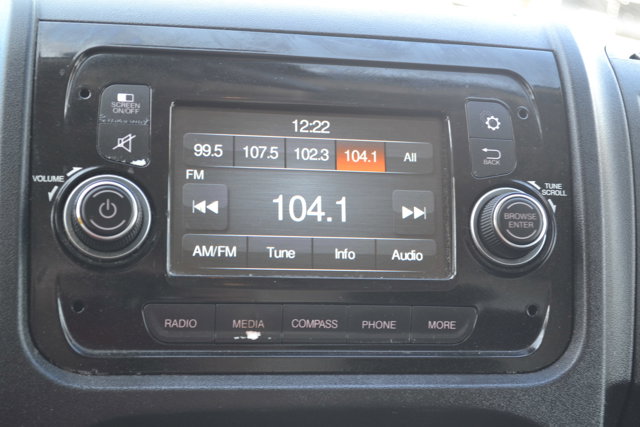 SCREEN
ON/OFF
12:22
99.5 107.5 102.3 104.1 All
FM
104.1
AM/FM Tune Info Audio
VOLUME
BACK
TUNE
SCROLL
BROWSE
ENTER
RADIO MEDIA COMPASS PHONE MORE